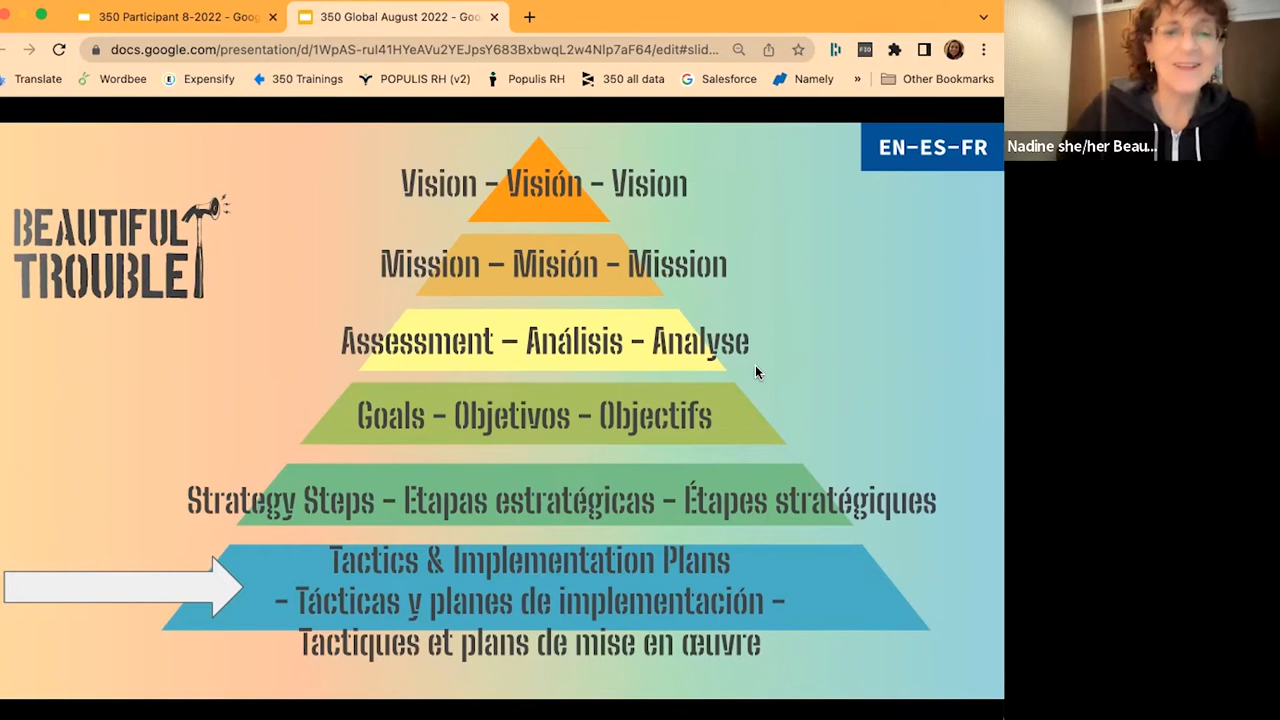 350 Participant 8-2022 - Goog
350 Global August 2022 - Goo
docs.google.com/presentation/d/1WpAS-ruI41HYeAVu2YEJpsY683BxbwqL2w4NIp7aF64/edit#slid...
Translate
Wordbee
Expensify
350 Trainings
POPULIS RH (v2)
Populis RH
350 all data
Salesforce
Namely
»
Other Bookmarks
EN-ES-FR
Nadine she/her Beau...
BEAUTIFUL
TROUBLE
Vision – Visión – Vision
Mission – Misión – Mission
Assessment – Análisis – Analyse
Goals – Objetivos – Objectifs
Strategy Steps – Etapas estratégicas – Étapes stratégiques
Tactics & Implementation Plans
– Tácticas y planes de implementación –
Tactiques et plans de mise en œuvre